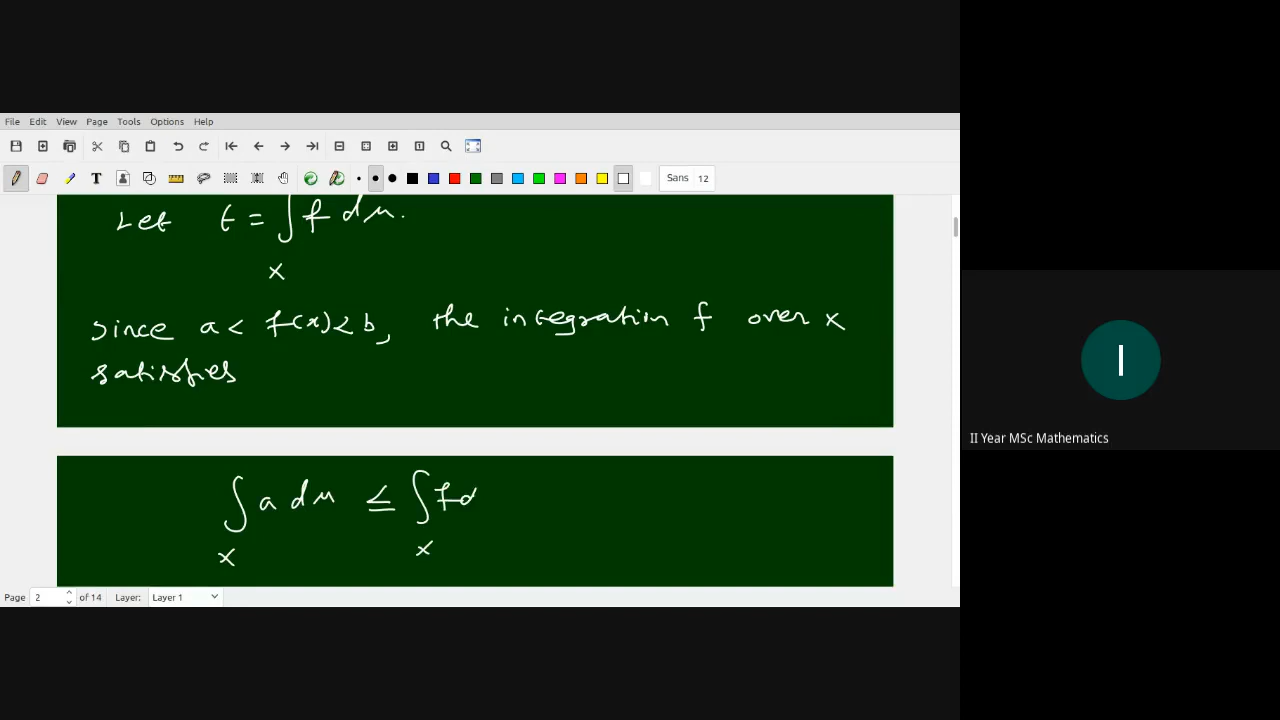 File Edit View Page Tools Options Help
Sans 12
Let t = ∫ f dμ.
X
since a < f(x) < b, the integration f over X
satisfies
∫ a dμ ≤ ∫ fd
X X
Page 2 of 14 Layer: Layer 1
I
II Year MSc Mathematics